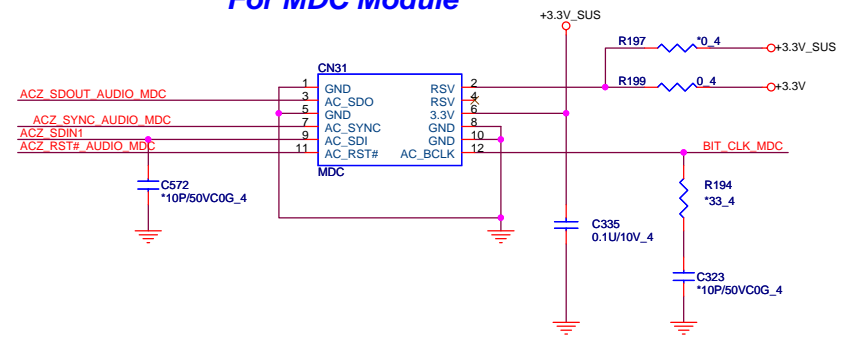 For MDC Module
+3.3V_SUS
R197 *0_4
+3.3V_SUS
R199 0_4
+3.3V
CN31
1 GND RSV 2
ACZ_SDOUT_AUDIO_MDC 3 AC_SDO RSV 4
5 GND 3.3V 6
ACZ_SYNC_AUDIO_MDC 7 AC_SYNC GND 8
ACZ_SDIN1 9 AC_SDI GND 10
ACZ_RST#_AUDIO_MDC 11 AC_RST# AC_BCLK 12 BIT_CLK_MDC
MDC
C572
*10P/50VC0G_4
R194
*33_4
C335
0.1U/10V_4
C323
*10P/50VC0G_4